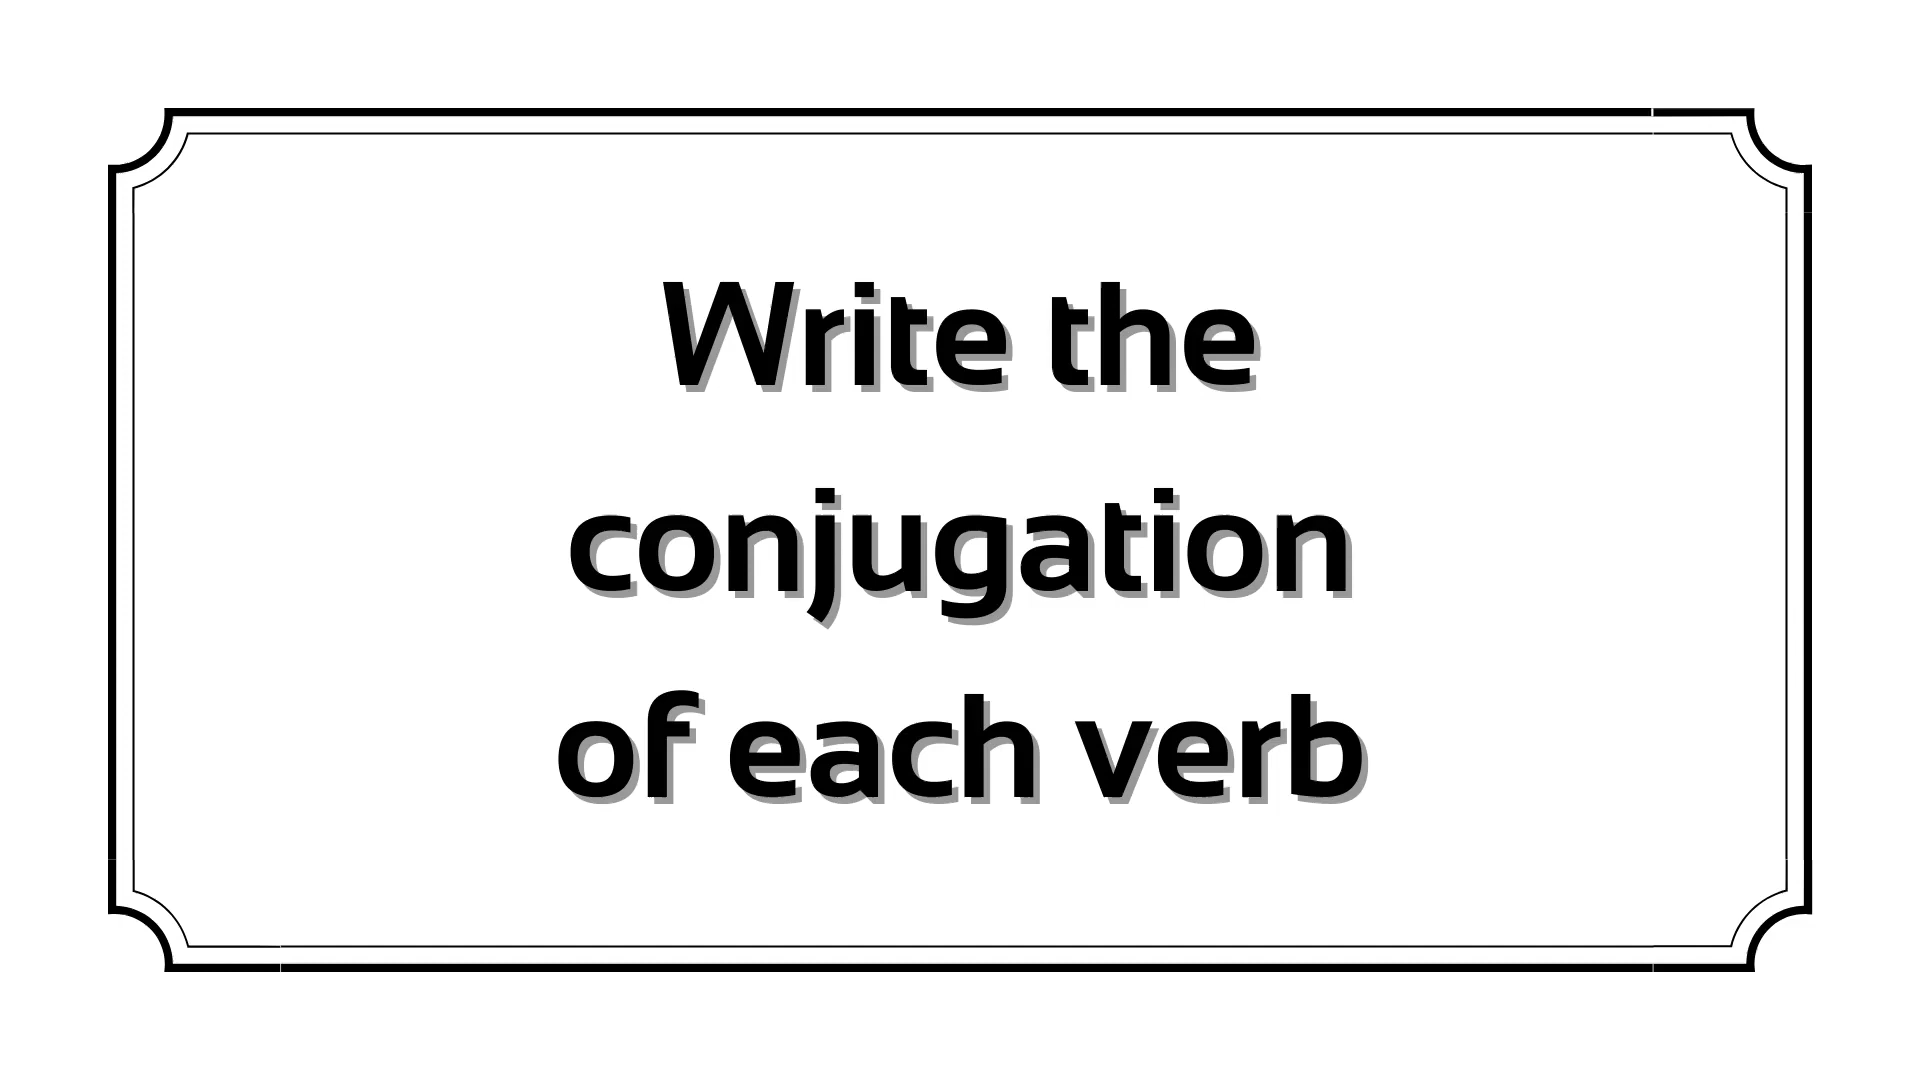 Write the
conjugation
of each verb